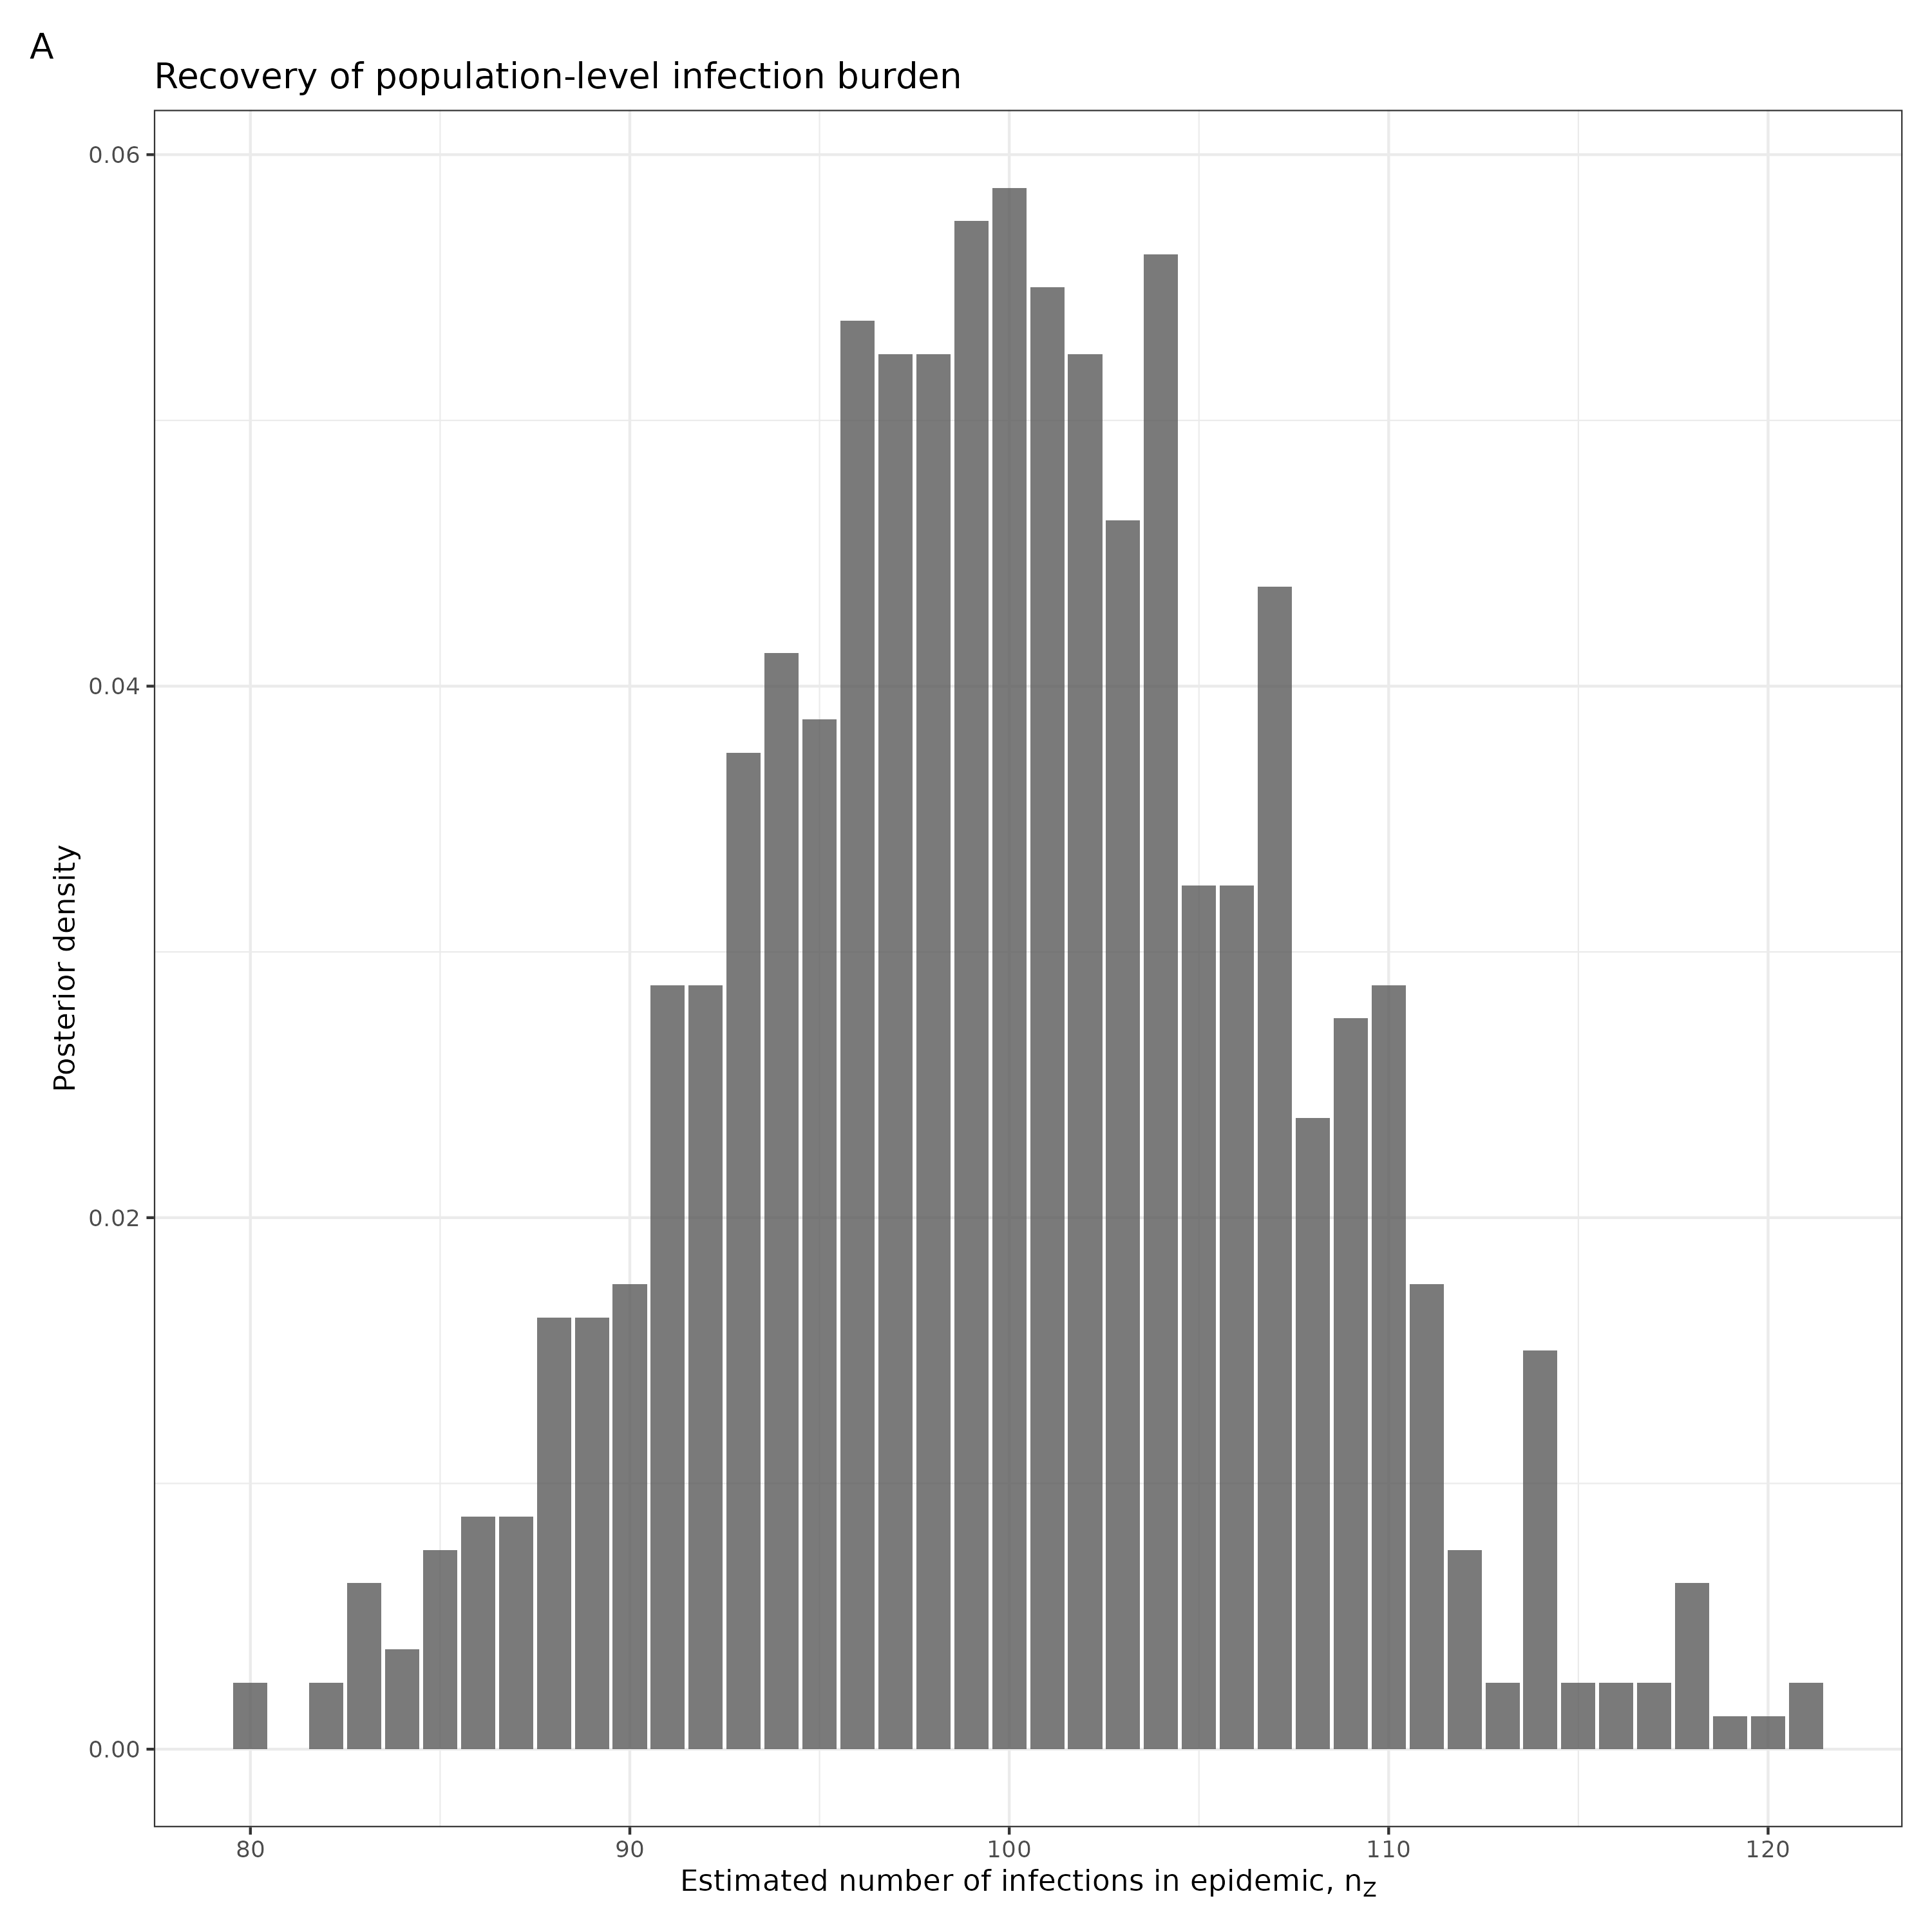 A
Recovery of population-level infection burden
0.06
0.04
0.02
0.00
Posterior density
80 90 100 110 120
Estimated number of infections in epidemic, n_Z